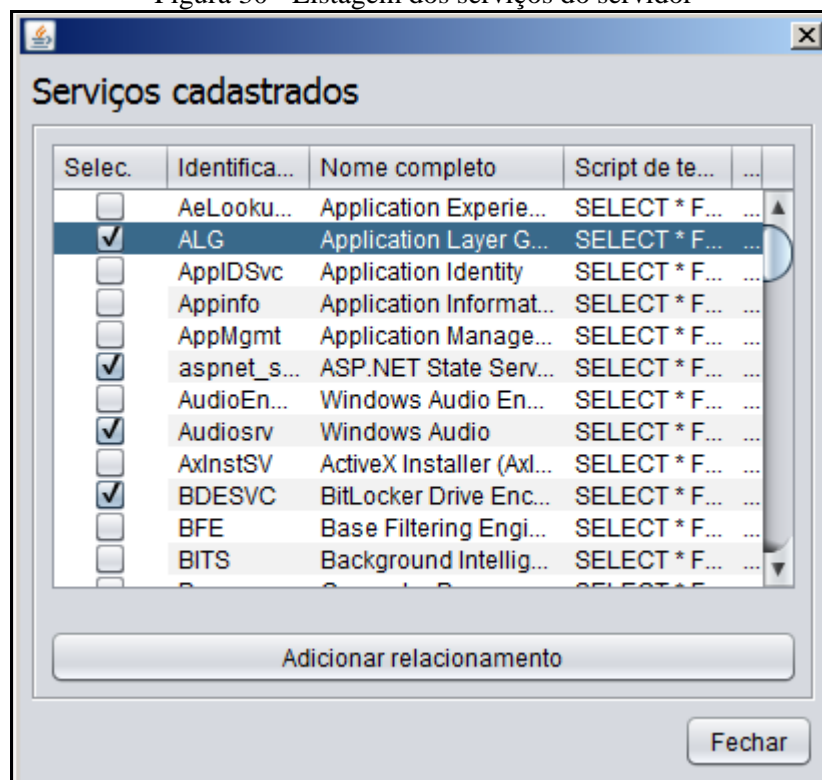 Figura 30 - Listagem dos serviços do servidor
Serviços cadastrados
Selec. Identifica... Nome completo Script de te... ...
AeLooku... Application Experie... SELECT * F... ...
ALG Application Layer G... SELECT * F... ...
AppIDSvc Application Identity SELECT * F... ...
Appinfo Application Informat... SELECT * F... ...
AppMgmt Application Manage... SELECT * F... ...
aspnet_s... ASP.NET State Serv... SELECT * F... ...
AudioEn... Windows Audio En... SELECT * F... ...
Audiosrv Windows Audio SELECT * F... ...
AxInstSV ActiveX Installer (AxI... SELECT * F... ...
BDESVC BitLocker Drive Enc... SELECT * F... ...
BFE Base Filtering Engi... SELECT * F... ...
BITS Background Intellig... SELECT * F... ...
Adicionar relacionamento
Fechar